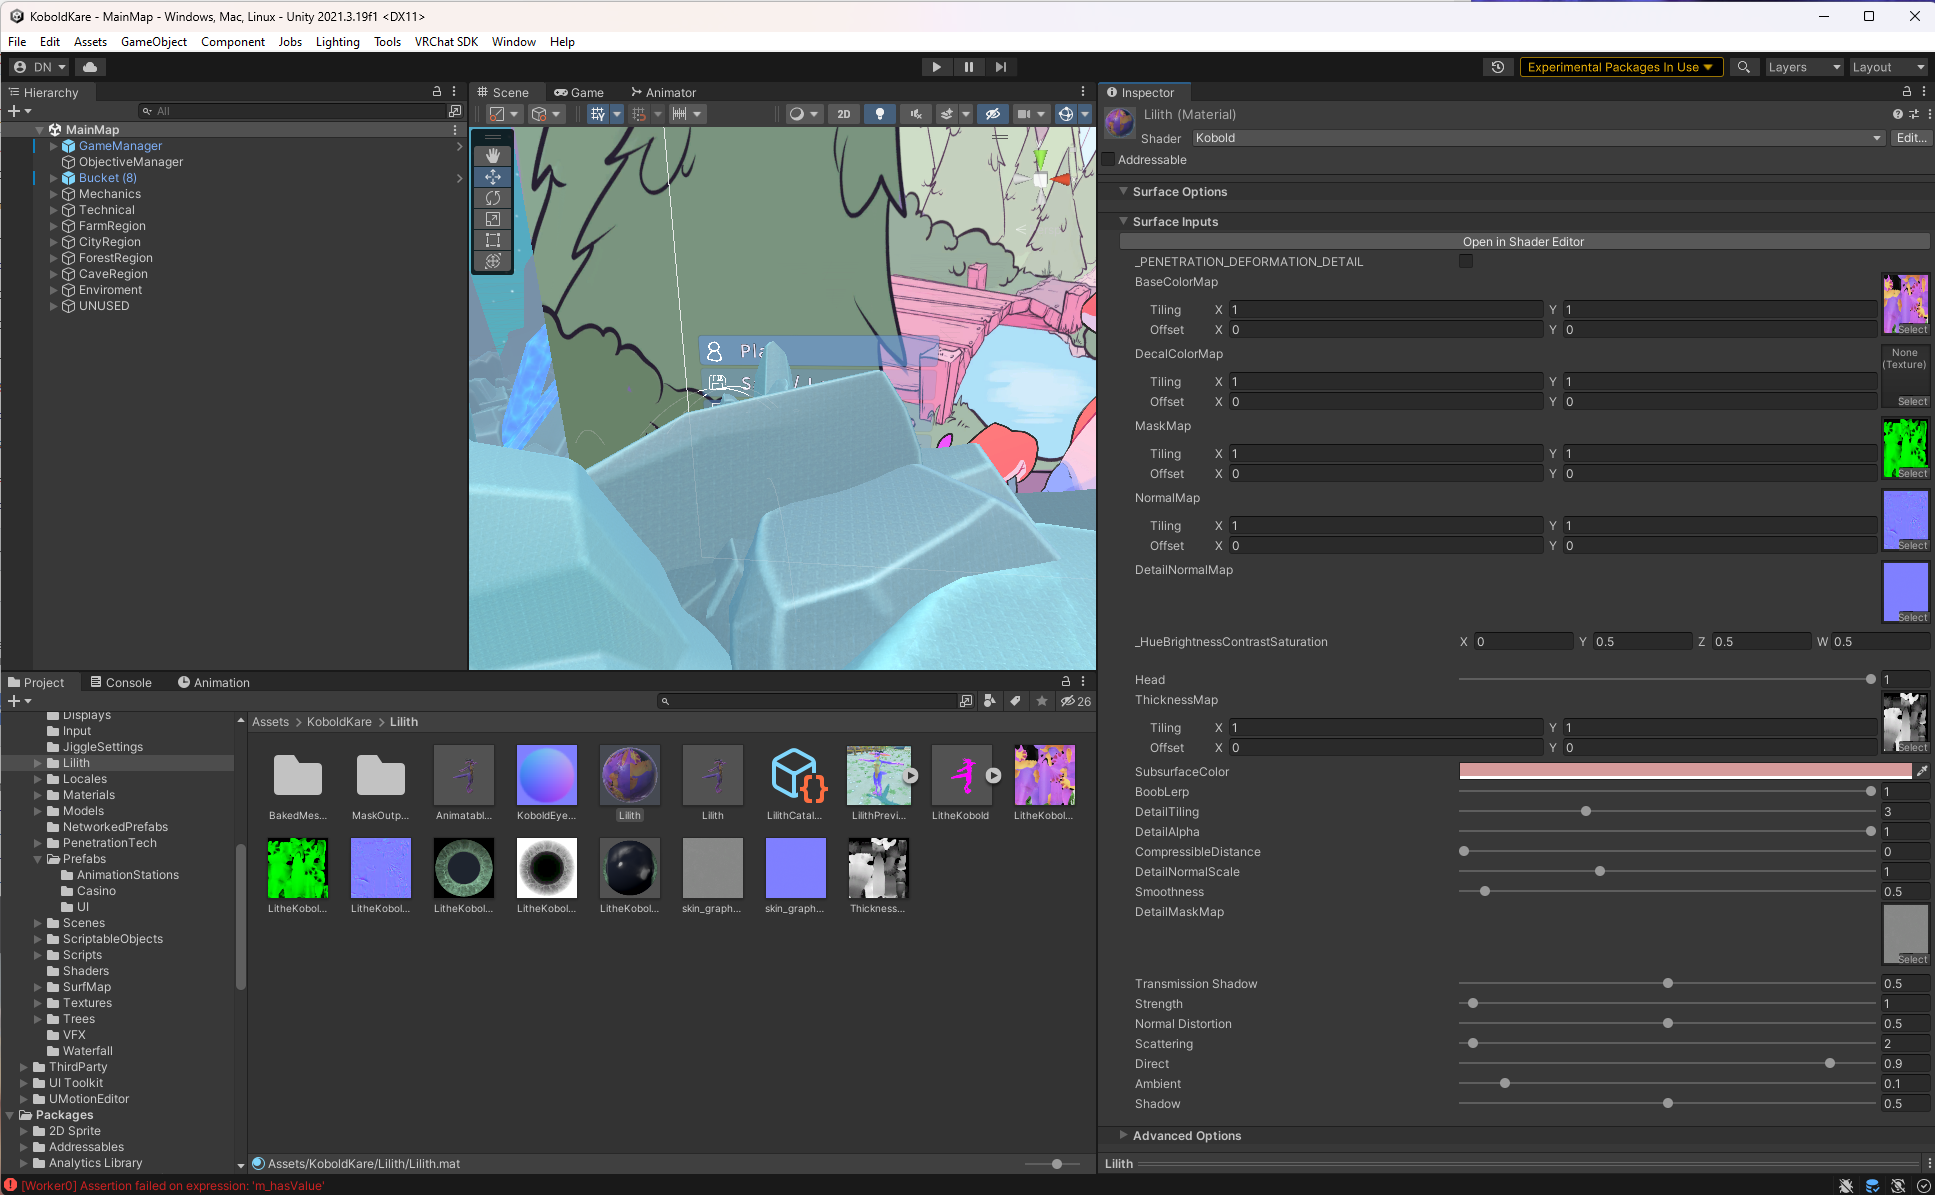 KoboldKare - MainMap - Windows, Mac, Linux - Unity 2021.3.19f1 <DX11>
File Edit Assets GameObject Component Jobs Lighting Tools VRChat SDK Window Help
DN Experimental Packages In Use Layers Layout
Hierarchy
All
MainMap
GameManager
ObjectiveManager
Bucket (8)
Mechanics
Technical
FarmRegion
CityRegion
ForestRegion
CaveRegion
Enviroment
UNUSED
Scene Game Animator
2D
Inspector
Lilith (Material)
Shader Kobold Edit...
Addressable
Surface Options
Surface Inputs
Open in Shader Editor
_PENETRATION_DEFORMATION_DETAIL
BaseColorMap
Tiling X 1 Y 1
Offset X 0 Y 0
Select
DecalColorMap
None
(Texture)
Tiling X 1 Y 1
Offset X 0 Y 0
Select
MaskMap
Tiling X 1 Y 1
Offset X 0 Y 0
Select
NormalMap
Tiling X 1 Y 1
Offset X 0 Y 0
Select
DetailNormalMap
Select
_HueBrightnessContrastSaturation X 0 Y 0.5 Z 0.5 W 0.5
Head 1
ThicknessMap
Tiling X 1 Y 1
Offset X 0 Y 0
Select
SubsurfaceColor
BoobLerp 1
DetailTiling 3
DetailAlpha 1
CompressibleDistance 0
DetailNormalScale 1
Smoothness 0.5
DetailMaskMap
Select
Transmission Shadow 0.5
Strength 1
Normal Distortion 0.5
Scattering 2
Direct 0.9
Ambient 0.1
Shadow 0.5
Advanced Options
Lilith
Project Console Animation
26
Displays
Input
JiggleSettings
Lilith
Locales
Materials
Models
NetworkedPrefabs
PenetrationTech
Prefabs
AnimationStations
Casino
UI
Scenes
ScriptableObjects
Scripts
Shaders
SurfMap
Textures
Trees
VFX
Waterfall
ThirdParty
UI Toolkit
UMotionEditor
Packages
2D Sprite
Addressables
Analytics Library
Assets > KoboldKare > Lilith
BakedMes... MaskOutp... Animatabl... KoboldEye... Lilith Lilith LilithCatal... LilithPrevi... LitheKobold LitheKobol...
LitheKobol... LitheKobol... LitheKobol... LitheKobol... LitheKobol... skin_graph... skin_graph... Thickness...
Assets/KoboldKare/Lilith/Lilith.mat
[Worker0] Assertion failed on expression: 'm_hasValue'